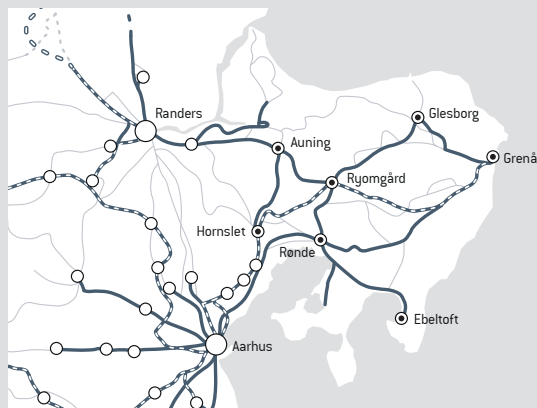 Randers
Glesborg
Auning
Grenå
Ryomgård
Hornslet
Rønde
Ebeltoft
Aarhus